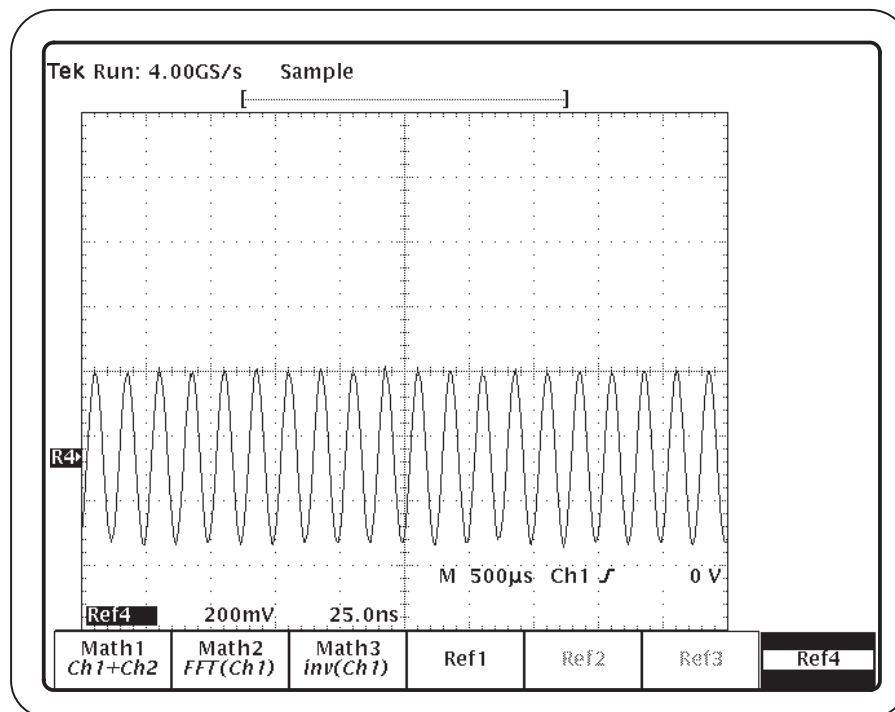 Tek Run: 4.00GS/s Sample
R4
M 500µs Ch1 0 V
Ref4 200mV 25.0ns
Math1 Math2 Math3 Ref1 Ref2 Ref3 Ref4
Ch1+Ch2 FFT(Ch1) inv(Ch1)